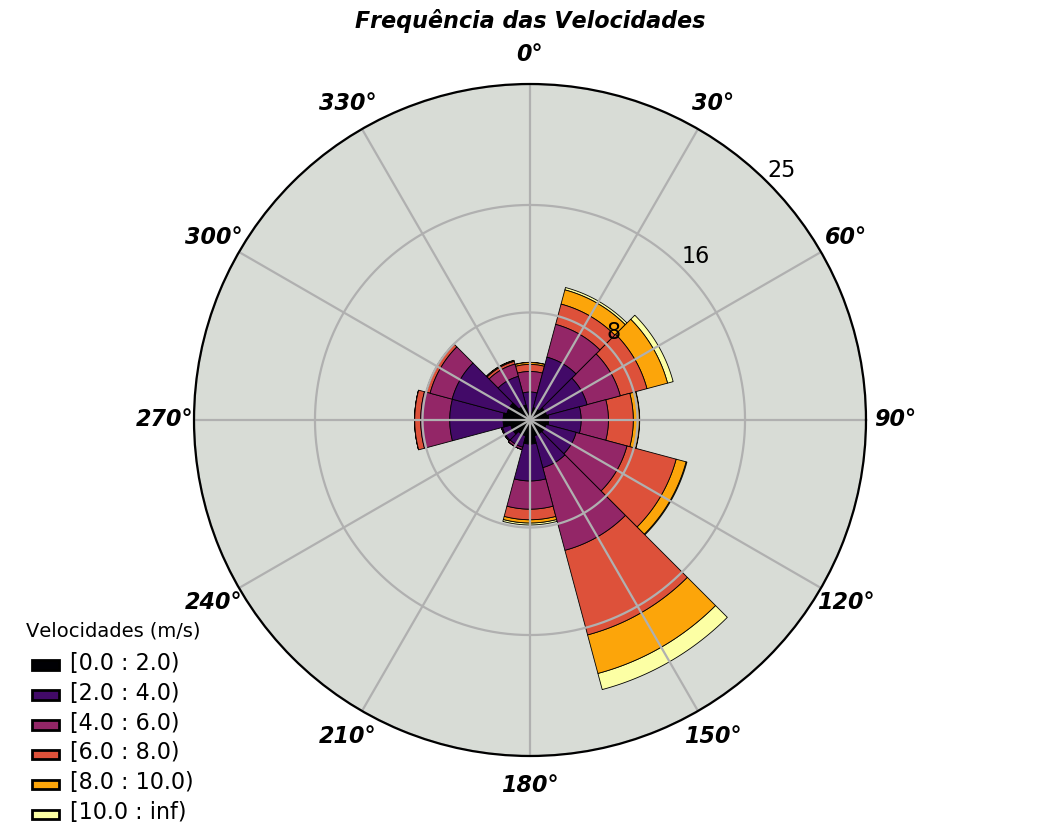 Frequência das Velocidades
0°
330°
30°
25
300°
60°
16
8
270°
90°
240°
120°
210°
150°
180°
Velocidades (m/s)
[0.0 : 2.0)
[2.0 : 4.0)
[4.0 : 6.0)
[6.0 : 8.0)
[8.0 : 10.0)
[10.0 : inf)